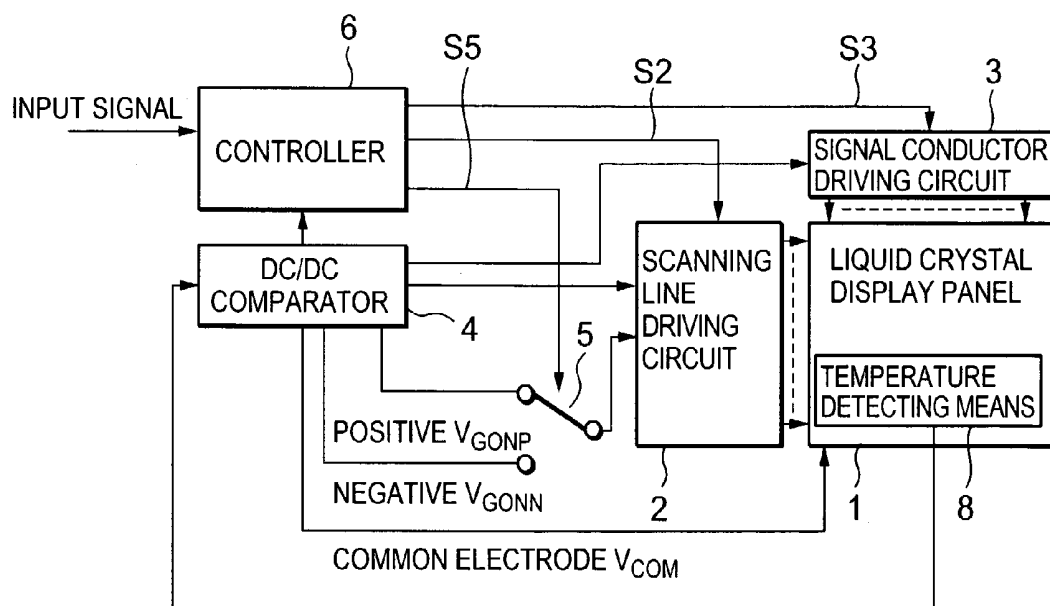 6
S5
S2
S3
3
INPUT SIGNAL
CONTROLLER
SIGNAL CONDUCTOR
DRIVING CIRCUIT
DC/DC
COMPARATOR
4
SCANNING
LINE
DRIVING
CIRCUIT
LIQUID CRYSTAL
DISPLAY PANEL
5
TEMPERATURE
DETECTING MEANS
POSITIVE VGONP
NEGATIVE VGONN
2
1
8
COMMON ELECTRODE VCOM